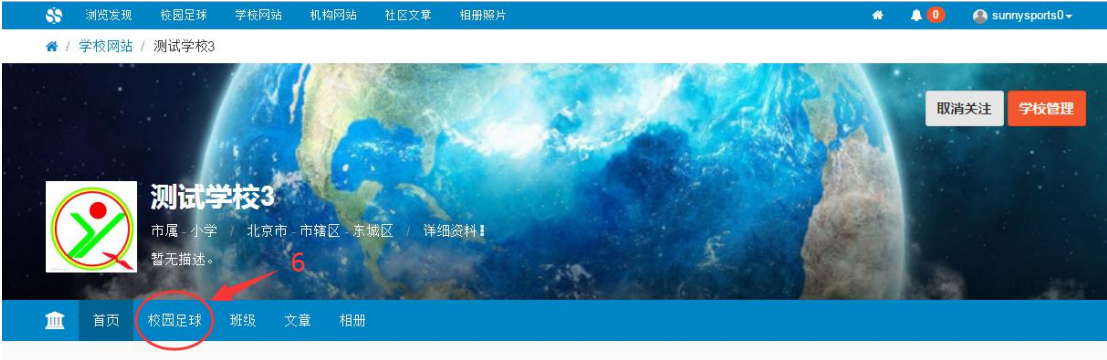 浏览发现 校园足球 学校网站 机构网站 社区文章 相册照片 0 sunnysports0
/ 学校网站 / 测试学校3
取消关注 学校管理
测试学校3
市属 - 小学 / 北京市 - 市辖区 - 东城区 / 详细资料
暂无描述。
6
首页 校园足球 班级 文章 相册